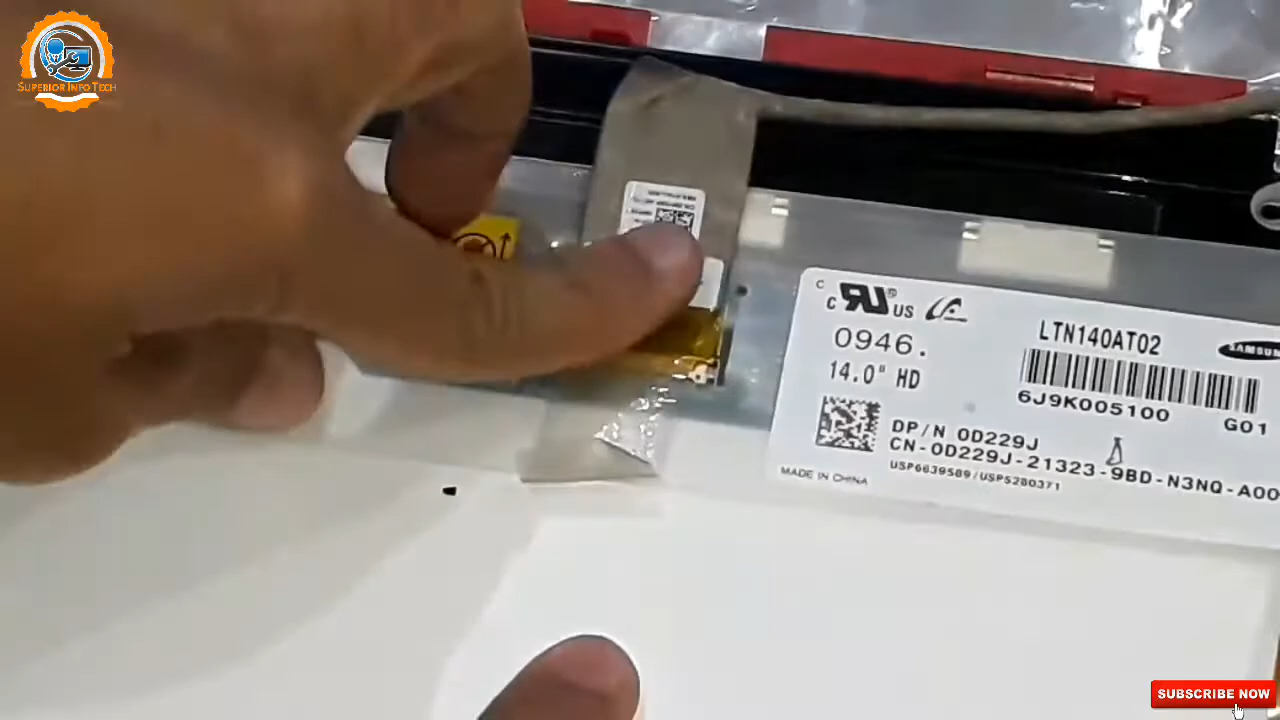 SUPERIOR INFO TECH
c RU® US
0946.
14.0" HD
LTN140AT02
SAMSUNG
6J9K005100
G01
DP/N 0D229J
CN-0D229J-21323-9BD-N3NQ-A00
USP6639589/USP5280371
MADE IN CHINA
SUBSCRIBE NOW